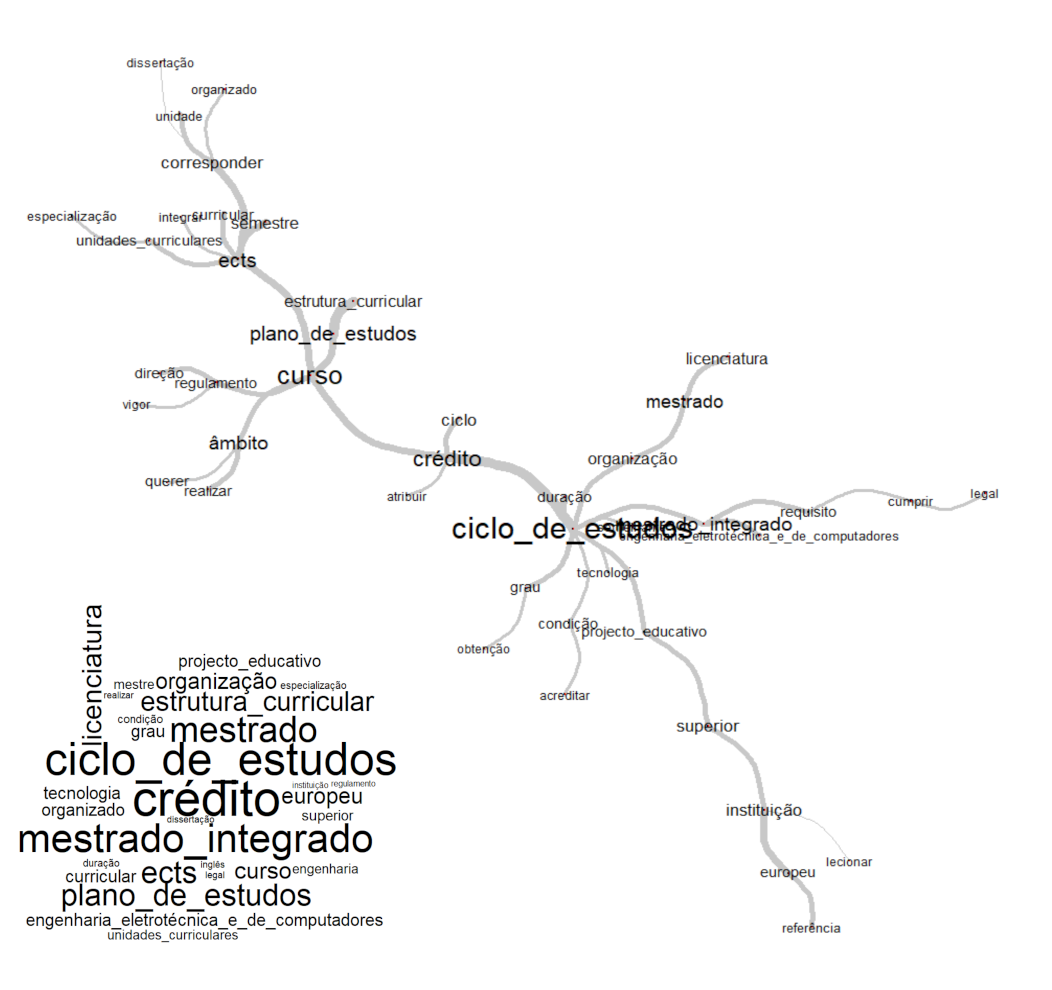 dissertação
organizado
unidade
corresponder
especialização
integrar
curricular
semestre
unidades_curriculares
ects
estrutura_curricular
plano_de_estudos
licenciatura
direção
regulamento
curso
mestrado
vigor
ciclo
âmbito
crédito
organização
querer
realizar
atribuir
duração
requisito
cumprir
legal
ciclo_de_estudos
mestrado_integrado
engenharia_eletrotécnica_e_de_computadores
tecnologia
grau
condição
projecto_educativo
obtenção
acreditar
superior
instituição
lecionar
europeu
referência
licenciatura
projecto_educativo
mestre
organização
especialização
realizar
estrutura_curricular
condição
grau
mestrado
ciclo_de_estudos
tecnologia
crédito
instituição
regulamento
europeu
organizado
superior
dissertação
mestrado_integrado
duração
curricular
ects
inglês
legal
curso
engenharia
plano_de_estudos
engenharia_eletrotécnica_e_de_computadores
unidades_curriculares